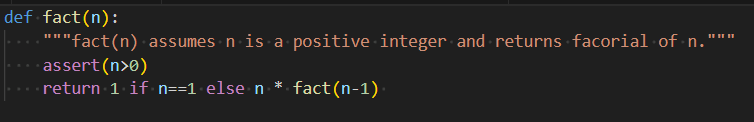 def fact(n):
    """fact(n) assumes n is a positive integer and returns facorial of n."""
    assert(n>0)
    return 1 if n==1 else n * fact(n-1)